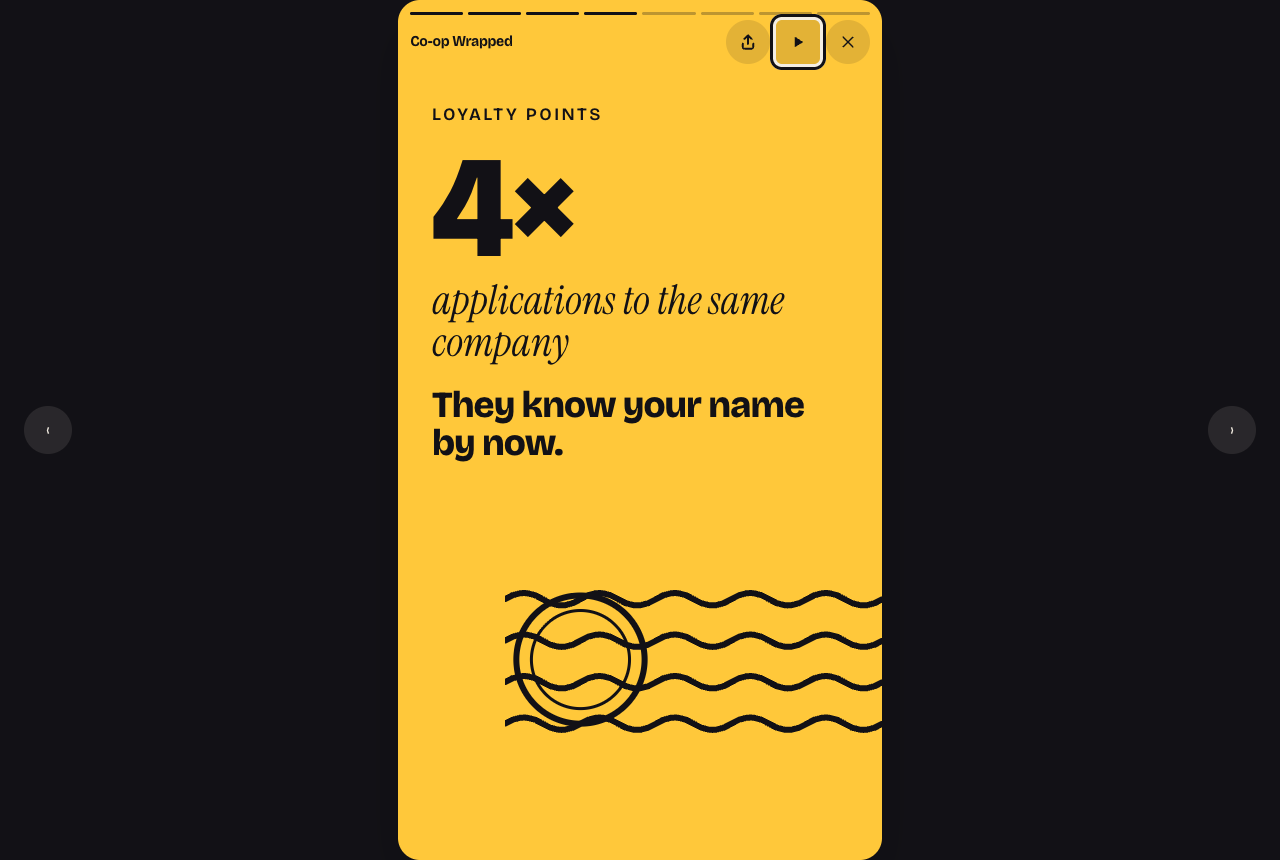 Co-op Wrapped
LOYALTY POINTS
4×
applications to the same
company
They know your name
by now.